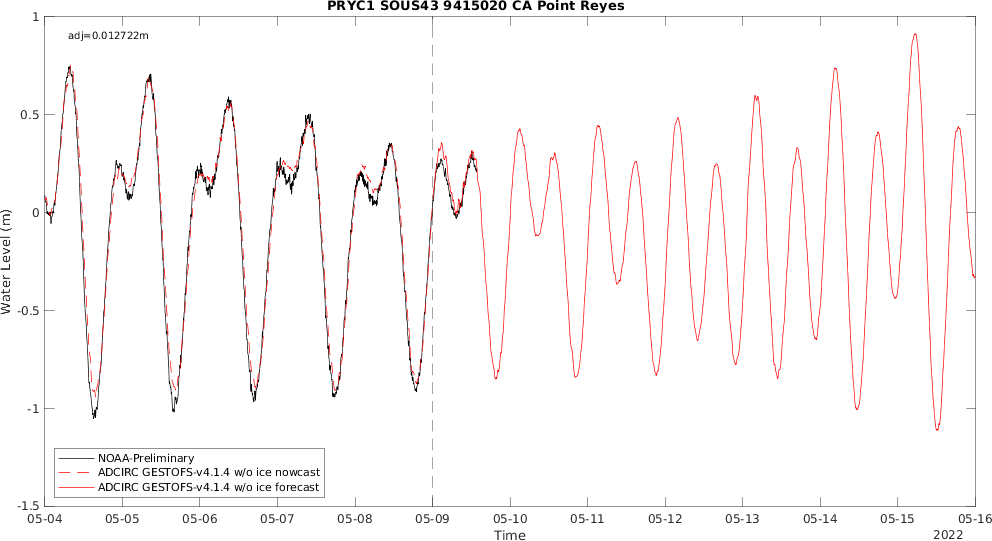 PRYC1 SOUS43 9415020 CA Point Reyes
adj=0.012722m
1
0.5
0
-0.5
-1
-1.5
Water Level (m)
NOAA-Preliminary
ADCIRC GESTOFS-v4.1.4 w/o ice nowcast
ADCIRC GESTOFS-v4.1.4 w/o ice forecast
05-04 05-05 05-06 05-07 05-08 05-09 05-10 05-11 05-12 05-13 05-14 05-15 05-16
Time
2022